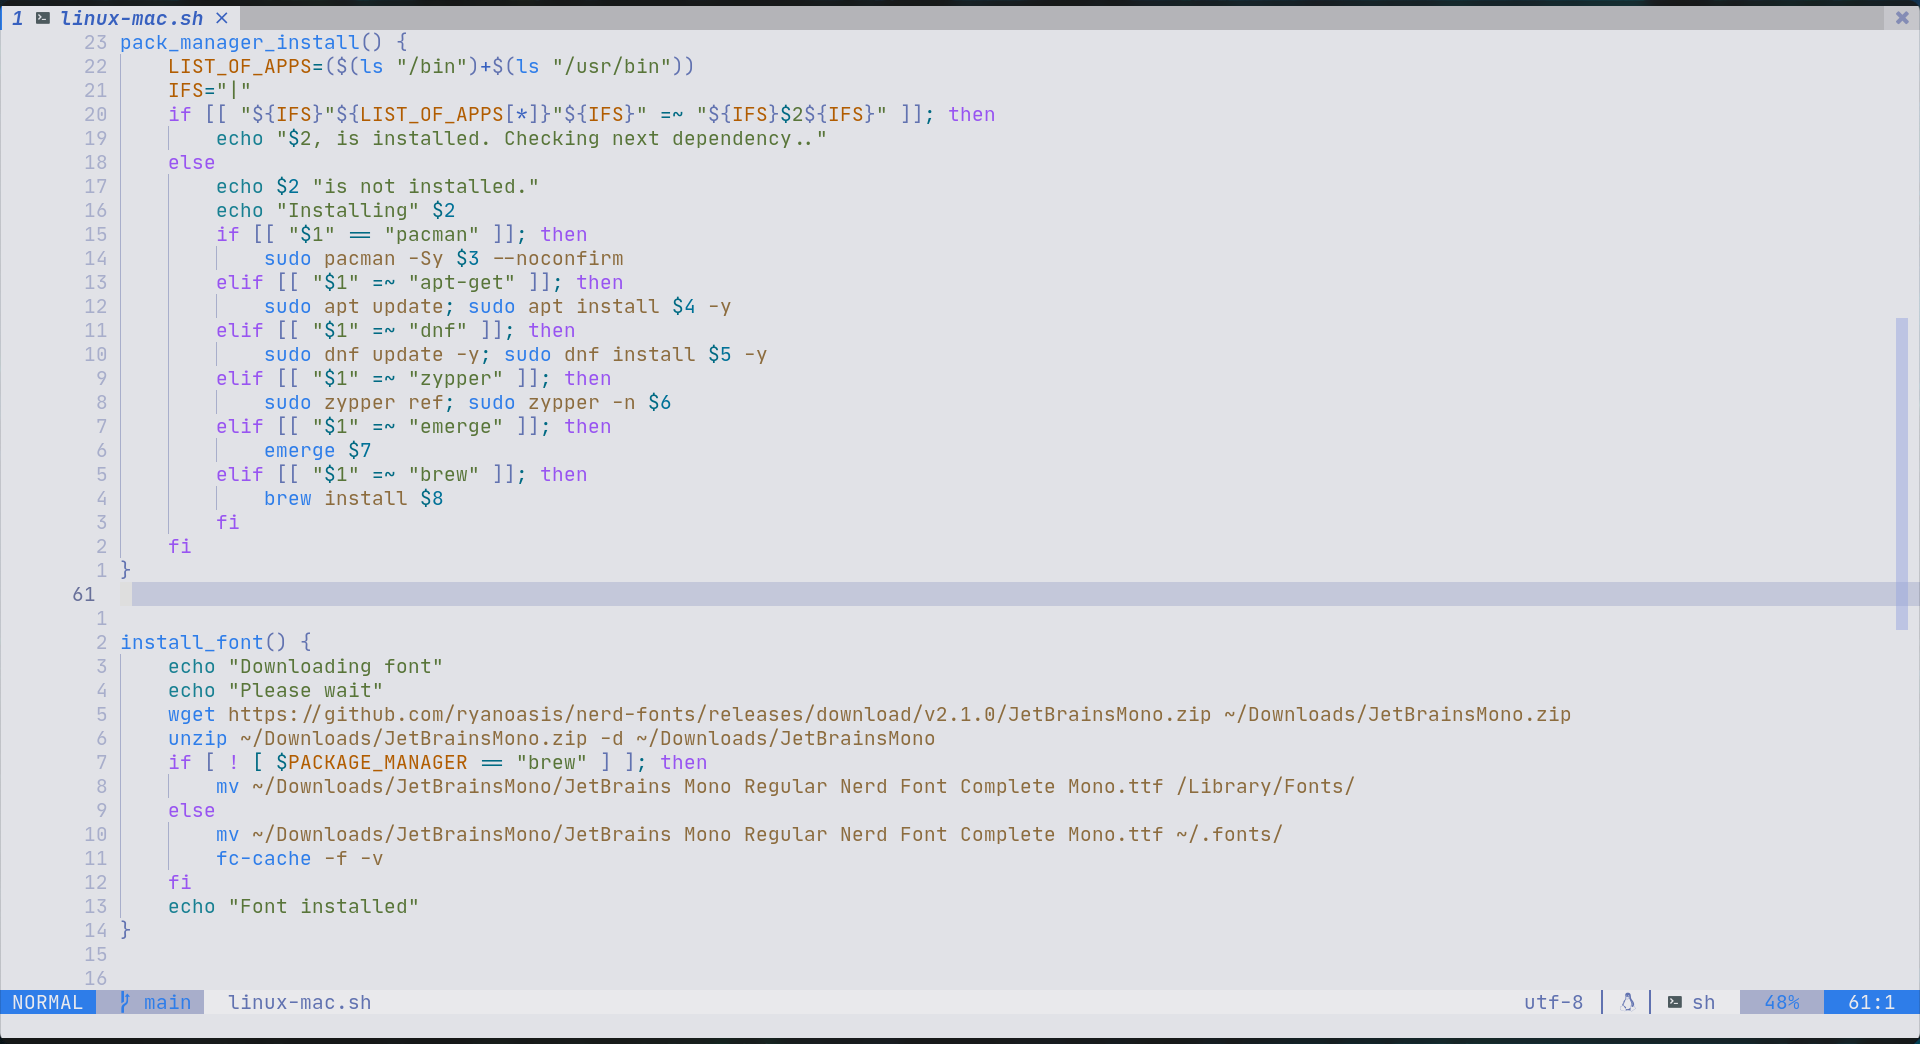 1 linux-mac.sh ×
23 pack_manager_install() {
22     LIST_OF_APPS=($(ls "/bin")+$(ls "/usr/bin"))
21     IFS="|"
20     if [[ "${IFS}"${LIST_OF_APPS[*]}"${IFS}" =~ "${IFS}$2${IFS}" ]]; then
19         echo "$2, is installed. Checking next dependency.."
18     else
17         echo $2 "is not installed."
16         echo "Installing" $2
15         if [[ "$1" == "pacman" ]]; then
14             sudo pacman -Sy $3 --noconfirm
13         elif [[ "$1" =~ "apt-get" ]]; then
12             sudo apt update; sudo apt install $4 -y
11         elif [[ "$1" =~ "dnf" ]]; then
10             sudo dnf update -y; sudo dnf install $5 -y
9         elif [[ "$1" =~ "zypper" ]]; then
8             sudo zypper ref; sudo zypper -n $6
7         elif [[ "$1" =~ "emerge" ]]; then
6             emerge $7
5         elif [[ "$1" =~ "brew" ]]; then
4             brew install $8
3         fi
2     fi
1 }
61
1
2 install_font() {
3     echo "Downloading font"
4     echo "Please wait"
5     wget https://github.com/ryanoasis/nerd-fonts/releases/download/v2.1.0/JetBrainsMono.zip ~/Downloads/JetBrainsMono.zip
6     unzip ~/Downloads/JetBrainsMono.zip -d ~/Downloads/JetBrainsMono
7     if [ ! [ $PACKAGE_MANAGER == "brew" ] ]; then
8         mv ~/Downloads/JetBrainsMono/JetBrains Mono Regular Nerd Font Complete Mono.ttf /Library/Fonts/
9     else
10         mv ~/Downloads/JetBrainsMono/JetBrains Mono Regular Nerd Font Complete Mono.ttf ~/.fonts/
11         fc-cache -f -v
12     fi
13     echo "Font installed"
14 }
15
16
NORMAL main linux-mac.sh utf-8 sh 48% 61:1